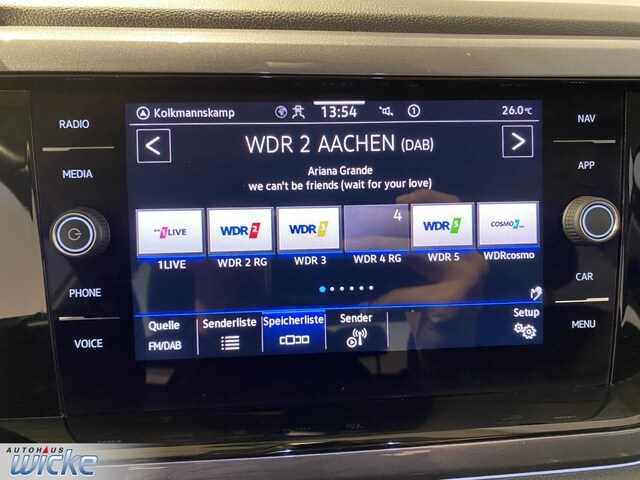 Kolkmannskamp 13:54 1 26.0°C
RADIO
MEDIA
PHONE
VOICE
NAV
APP
CAR
MENU
< WDR 2 AACHEN (DAB) >
Ariana Grande
we can't be friends (wait for your love)
1LIVE WDR 2 WDR 3 4 WDR 5 COSMO
1LIVE WDR 2 RG WDR 3 WDR 4 RG WDR 5 WDRcosmo
Quelle Senderliste Speicherliste Sender Setup
FM/DAB
AUTOHAUS
WICKE